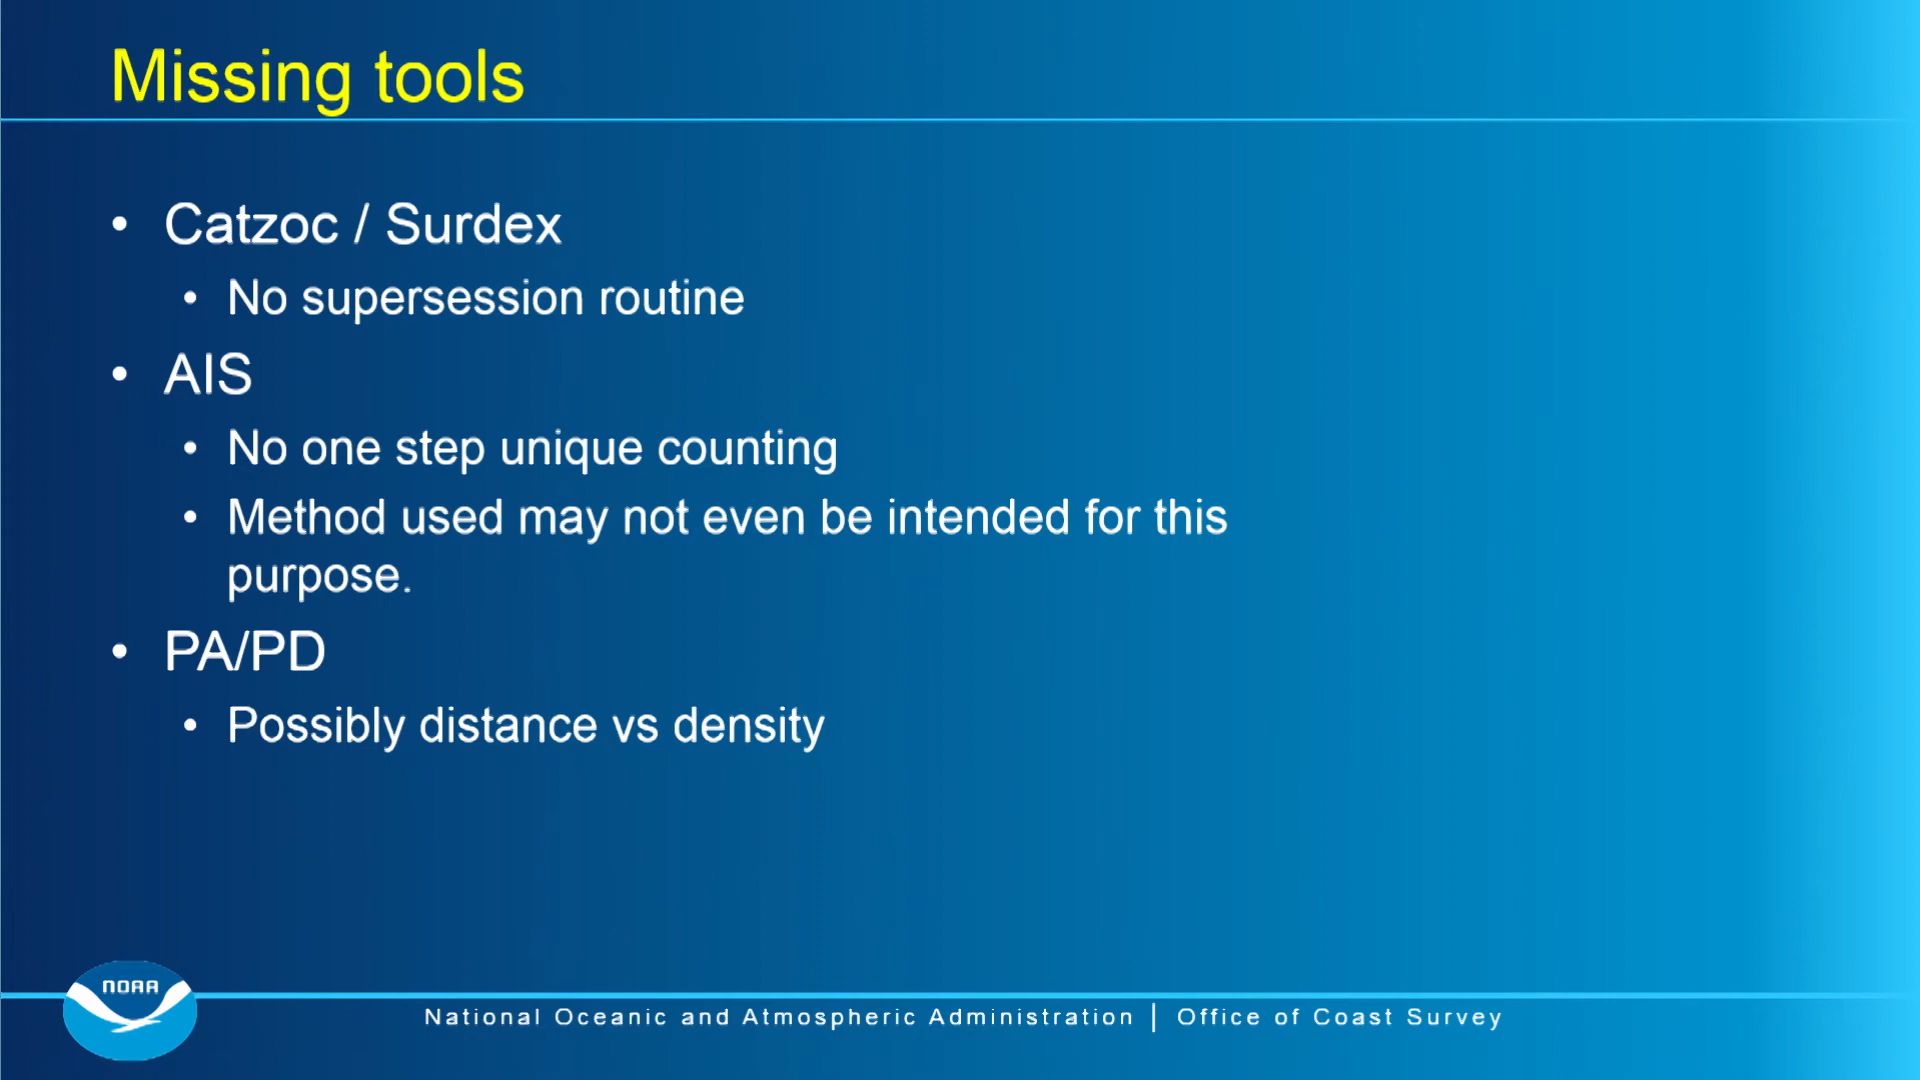 Missing tools
• Catzoc / Surdex
• No supersession routine
• AIS
• No one step unique counting
• Method used may not even be intended for this
purpose.
• PA/PD
• Possibly distance vs density
NOAA
National Oceanic and Atmospheric Administration | Office of Coast Survey